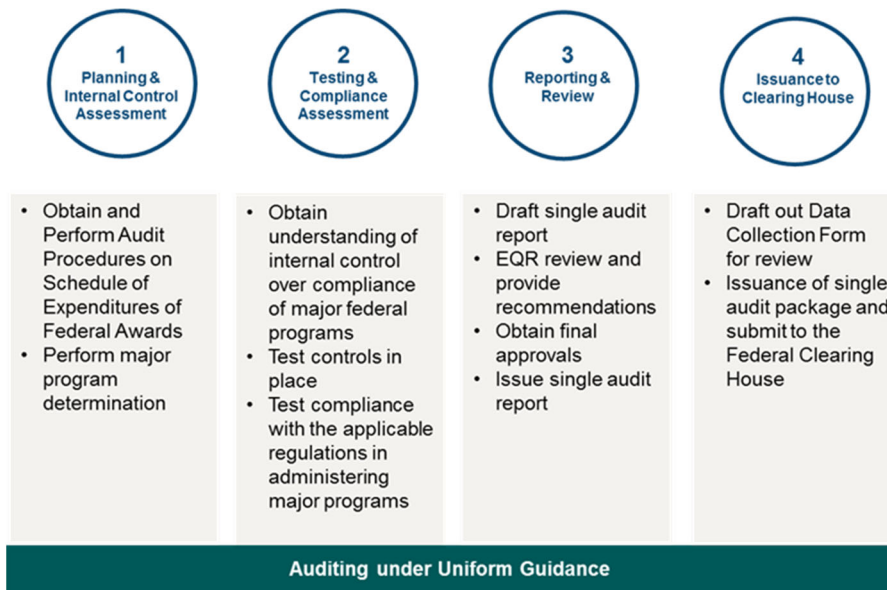 1
Planning &
Internal Control
Assessment
2
Testing &
Compliance
Assessment
3
Reporting &
Review
4
Issuance to
Clearing House
• Obtain and
Perform Audit
Procedures on
Schedule of
Expenditures of
Federal Awards
• Perform major
program
determination
• Obtain
understanding of
internal control
over compliance
of major federal
programs
• Test controls in
place
• Test compliance
with the applicable
regulations in
administering
major programs
• Draft single audit
report
• EQR review and
provide
recommendations
• Obtain final
approvals
• Issue single audit
report
• Draft out Data
Collection Form
for review
• Issuance of single
audit package and
submit to the
Federal Clearing
House
Auditing under Uniform Guidance